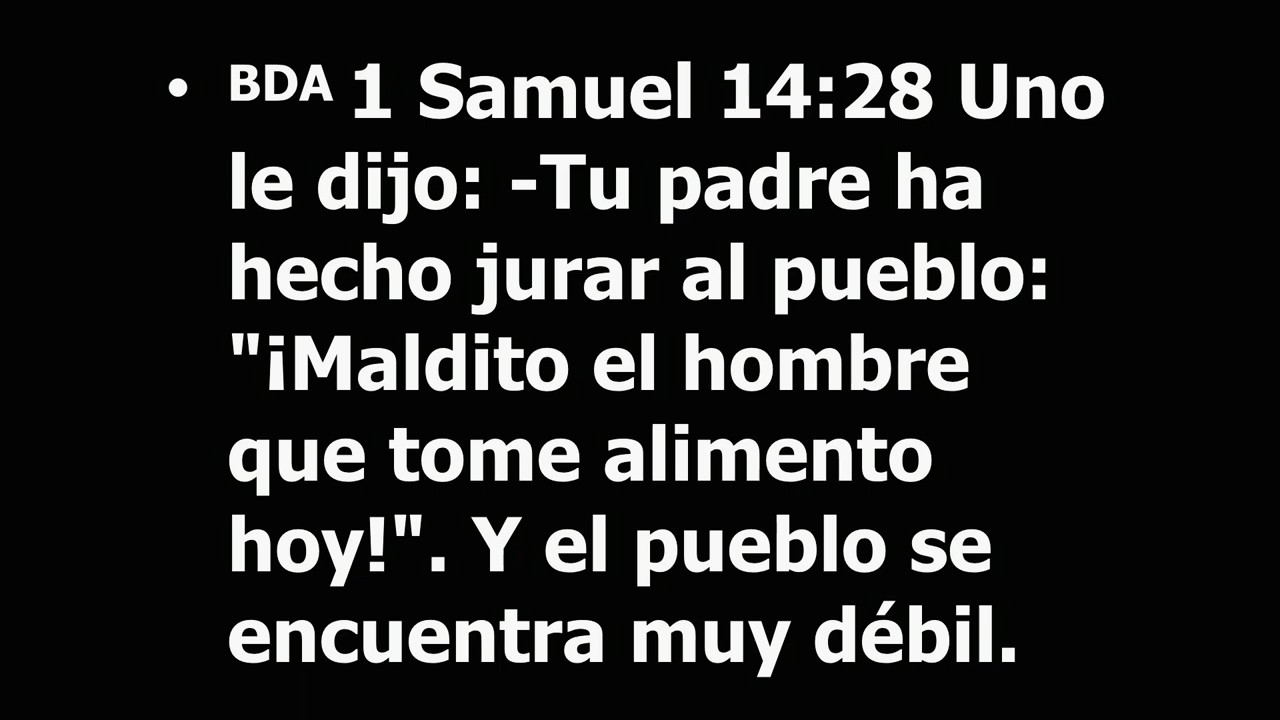 • BDA 1 Samuel 14:28 Uno
le dijo: -Tu padre ha
hecho jurar al pueblo:
"¡Maldito el hombre
que tome alimento
hoy!". Y el pueblo se
encuentra muy débil.